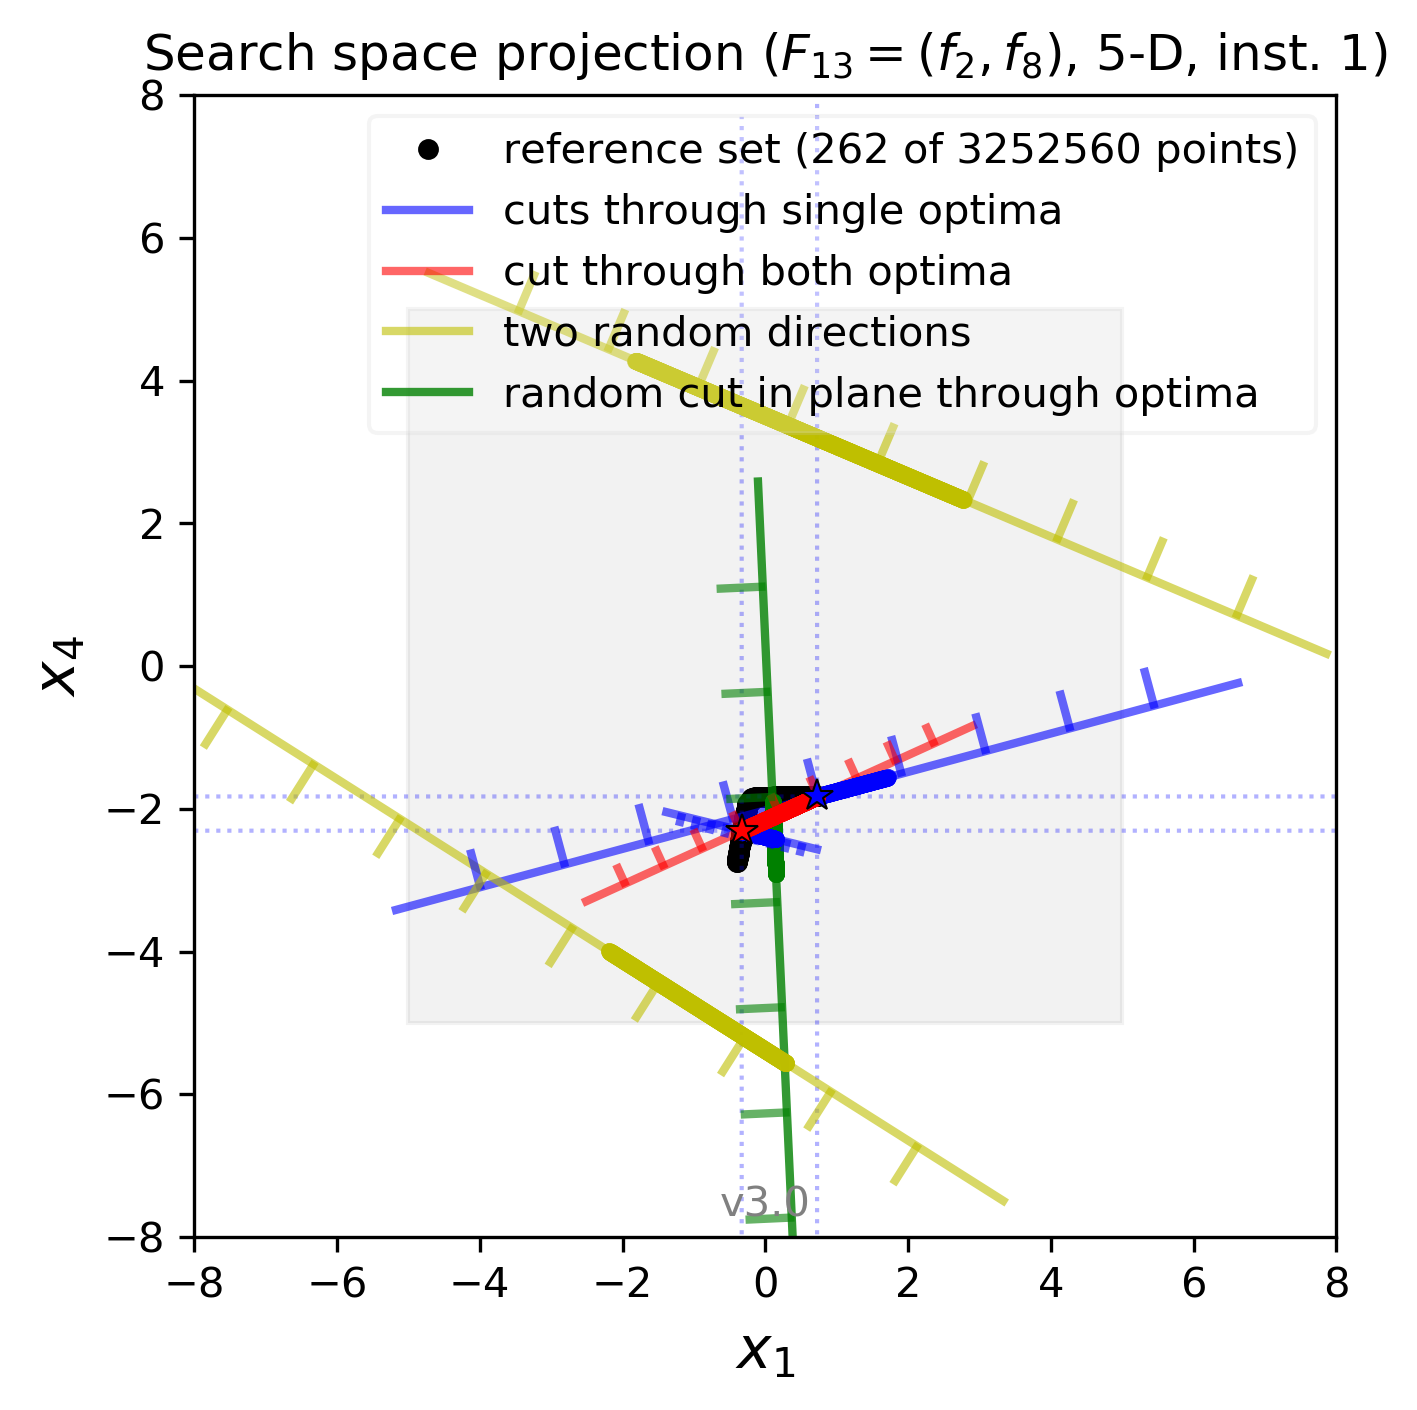 Search space projection (F₁₃ = (f₂, f₈), 5-D, inst. 1)
reference set (262 of 3252560 points)
cuts through single optima
cut through both optima
two random directions
random cut in plane through optima
8
6
4
2
0
−2
−4
−6
−8
x₄
v3.0
−8 −6 −4 −2 0 2 4 6 8
x₁